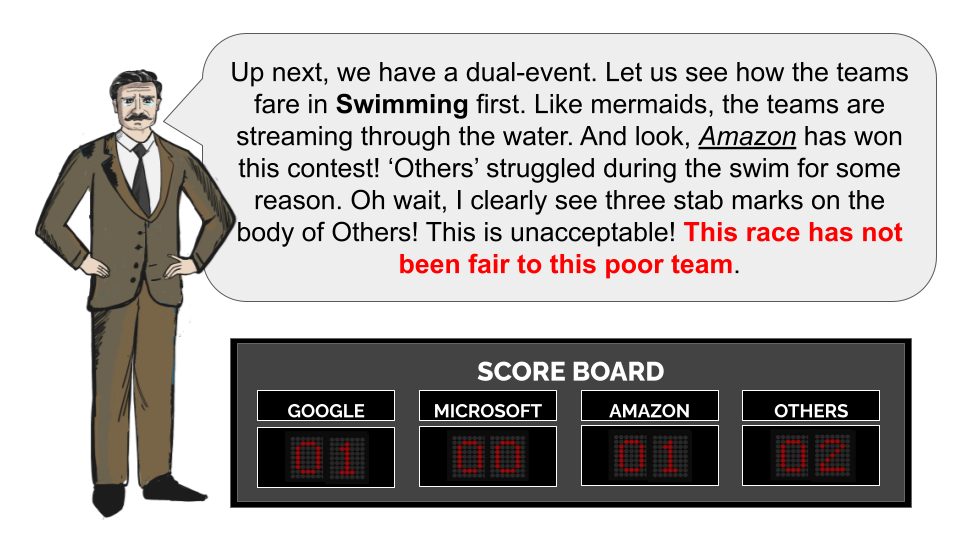 Up next, we have a dual-event. Let us see how the teams
fare in Swimming first. Like mermaids, the teams are
streaming through the water. And look, Amazon has won
this contest! ‘Others’ struggled during the swim for some
reason. Oh wait, I clearly see three stab marks on the
body of Others! This is unacceptable! This race has not
been fair to this poor team.
SCORE BOARD
GOOGLE MICROSOFT AMAZON OTHERS
01 00 01 02